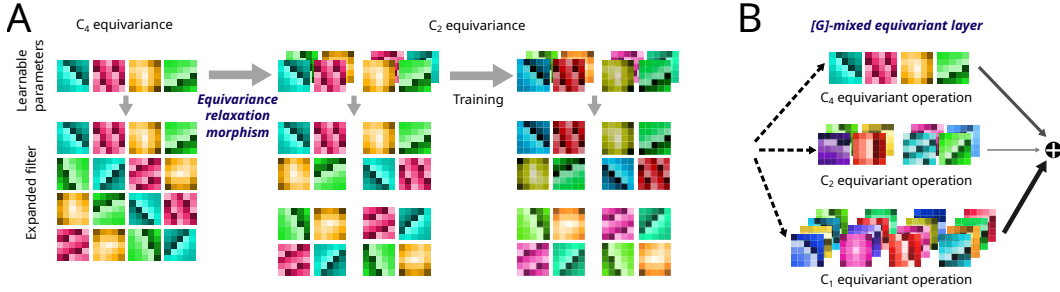 A
C4 equivariance
C2 equivariance
Learnable
parameters
Equivariance
relaxation
morphism
Training
Expanded filter
B
[G]-mixed equivariant layer
C4 equivariant operation
C2 equivariant operation
C1 equivariant operation